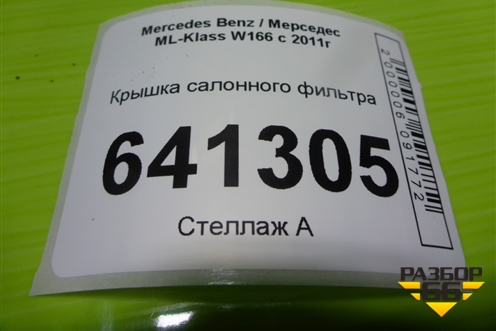 Mercedes Benz / Мерседес
ML-Klass W166 с 2011г
Крышка салонного фильтра
641305
Стеллаж А
2000006091772
РАЗБОР
66